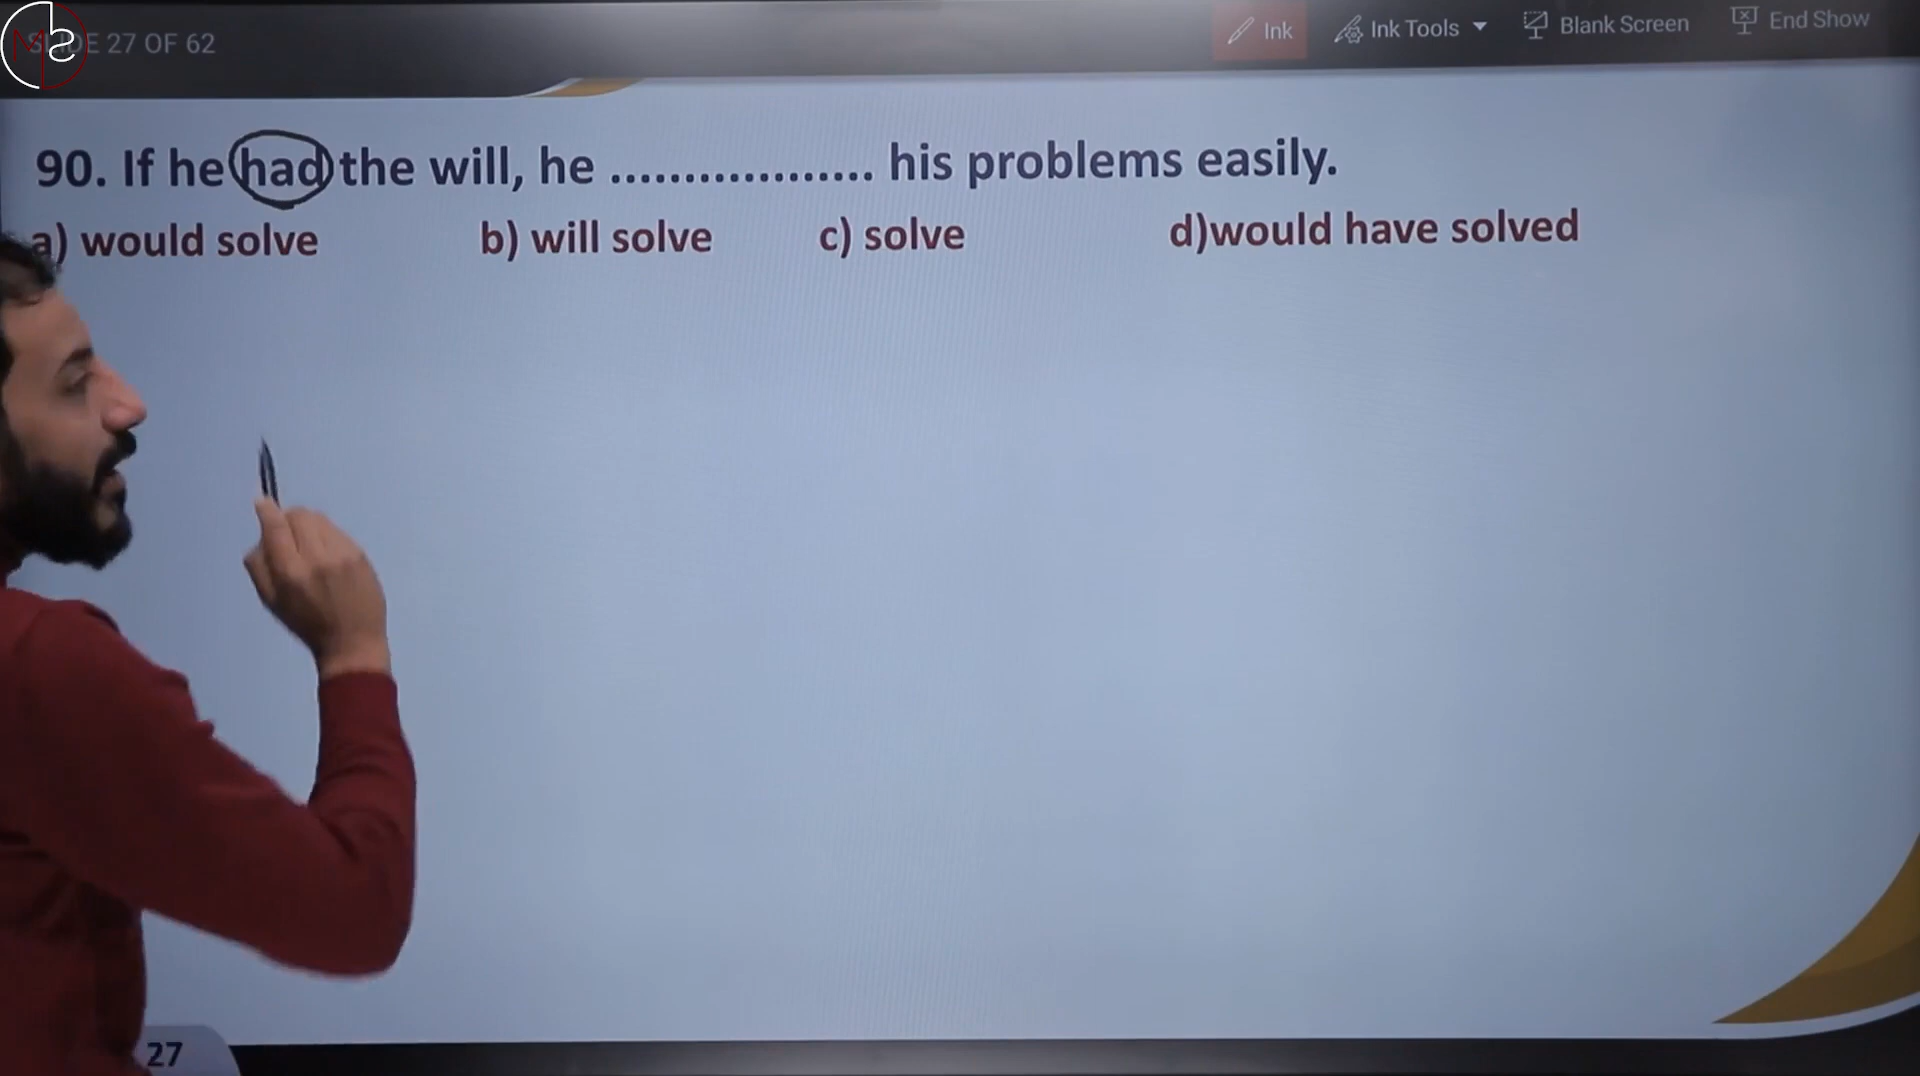 SLIDE 27 OF 62
MS
Ink
Ink Tools
Blank Screen
End Show
90. If he had the will, he .................. his problems easily.
a) would solve b) will solve c) solve d)would have solved
27